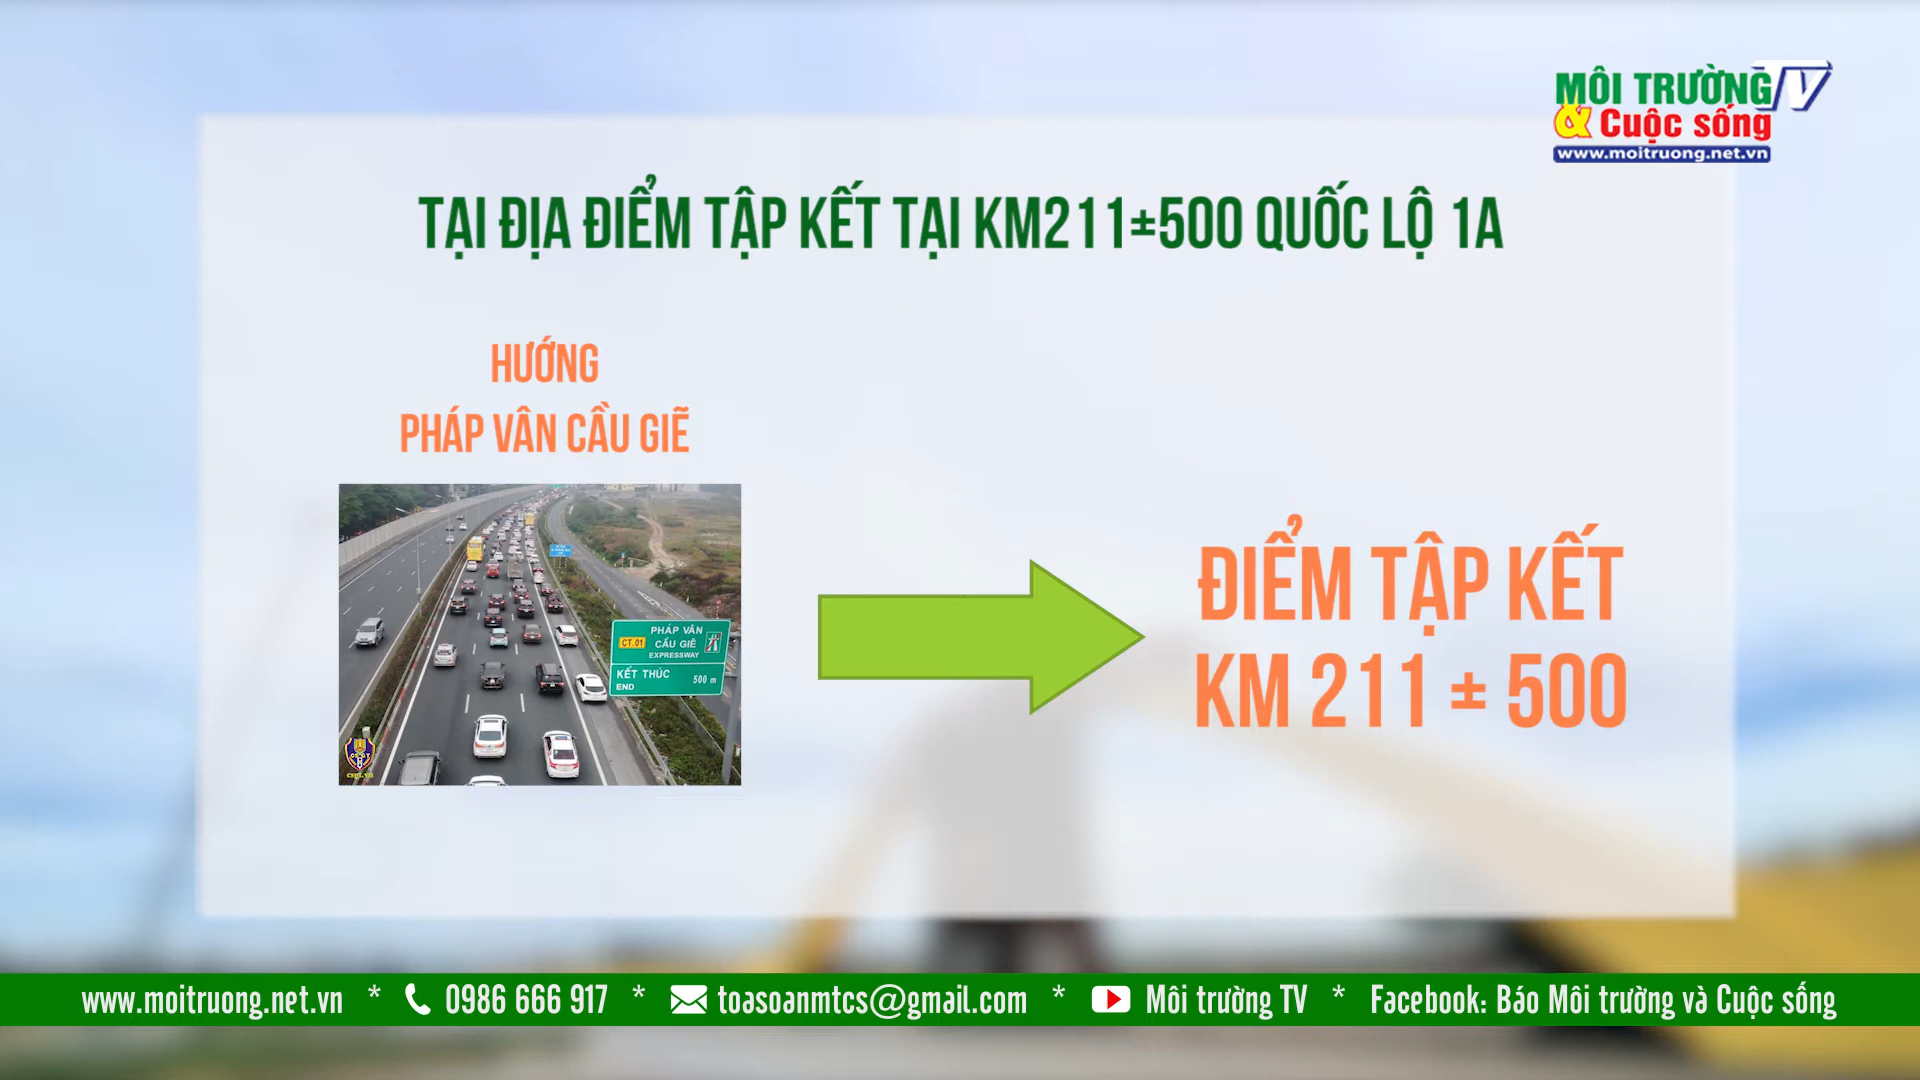 MÔI TRƯỜNG TV
& Cuộc sống
www.moitruong.net.vn
TẠI ĐỊA ĐIỂM TẬP KẾT TẠI KM211±500 QUỐC LỘ 1A
HƯỚNG
PHÁP VÂN CẦU GIẼ
PHÁP VÂN
CT.01 CẦU GIẼ
EXPRESSWAY
KẾT THÚC
END 500 m
CSGT
csgt.vn
ĐIỂM TẬP KẾT
KM 211 ± 500
www.moitruong.net.vn * 0986 666 917 * toasoanmtcs@gmail.com * Môi trường TV * Facebook: Báo Môi trường và Cuộc sống